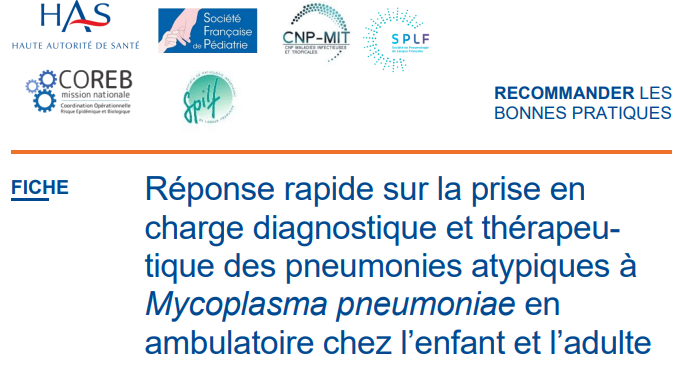 HAS
HAUTE AUTORITÉ DE SANTÉ
Société
Française
de Pédiatrie
CNP-MIT
CNP MALADIES INFECTIEUSES
ET TROPICALES
SPLF
Société de Pneumologie
de Langue Française
COREB
mission nationale
Coordination Opérationnelle
Risque Épidémique et Biologique
Spilf
RECOMMANDER LES
BONNES PRATIQUES
FICHE
Réponse rapide sur la prise en
charge diagnostique et thérapeu-
tique des pneumonies atypiques à
Mycoplasma pneumoniae en
ambulatoire chez l’enfant et l’adulte